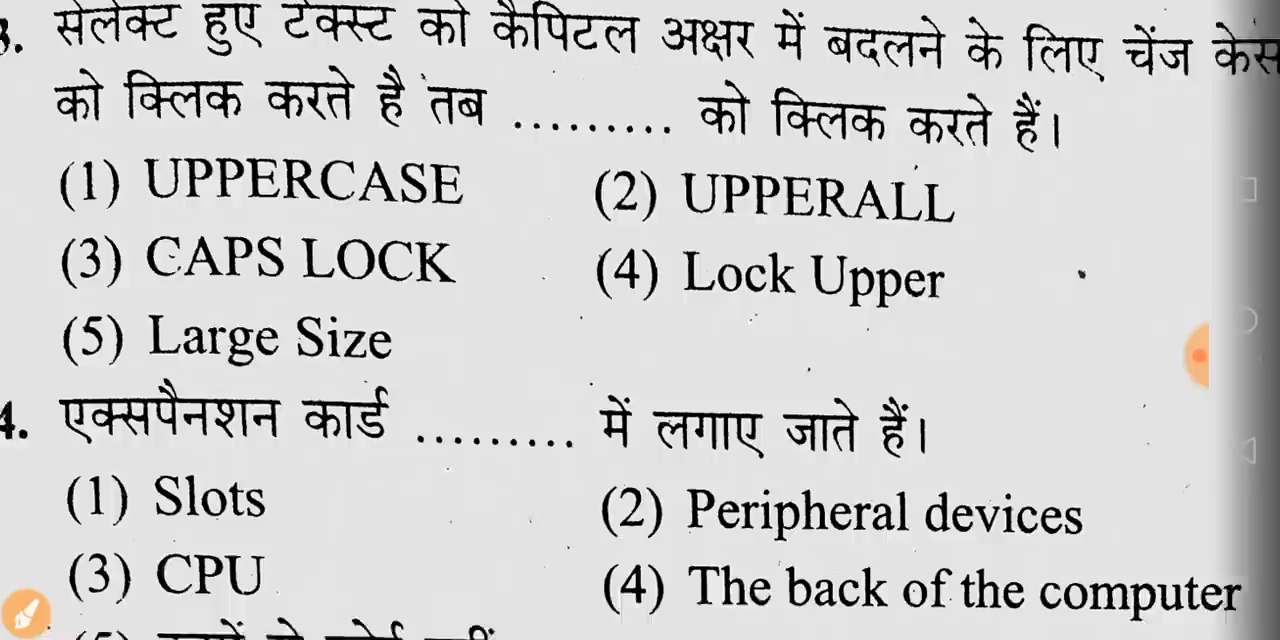 3. सेलेक्ट हुए टेक्स्ट को कैपिटल अक्षर में बदलने के लिए चेंज केस
को क्लिक करते है तब ......... को क्लिक करते हैं।
(1) UPPERCASE (2) UPPERALL
(3) CAPS LOCK (4) Lock Upper
(5) Large Size
4. एक्सपैनशन कार्ड ......... में लगाए जाते हैं।
(1) Slots (2) Peripheral devices
(3) CPU (4) The back of the computer